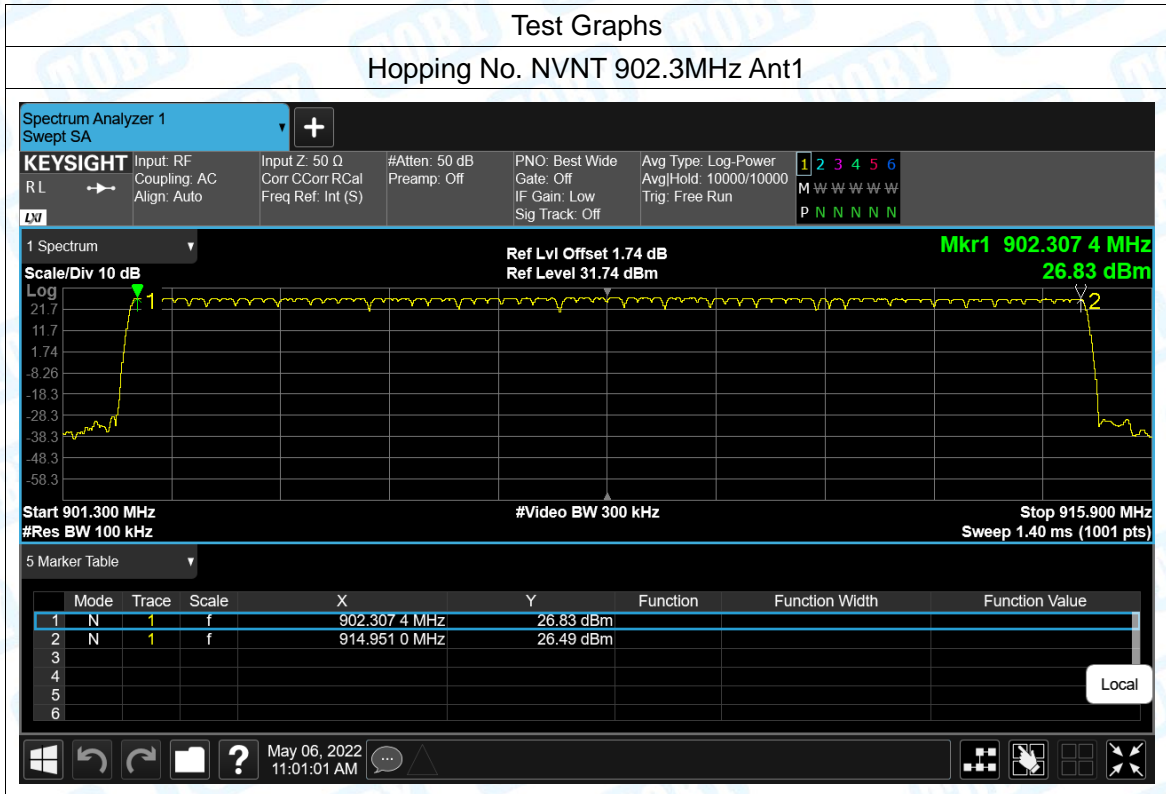 Test Graphs
Hopping No. NVNT 902.3MHz Ant1
Spectrum Analyzer 1
Swept SA
+
KEYSIGHT Input: RF Input Z: 50 Ω #Atten: 50 dB PNO: Best Wide Avg Type: Log-Power 1 2 3 4 5 6
R L Coupling: AC Corr CCorr RCal Preamp: Off Gate: Off Avg|Hold: 10000/10000 M W W W W W
Align: Auto Freq Ref: Int (S) IF Gain: Low Trig: Free Run
LXI Sig Track: Off P N N N N N
1 Spectrum Ref Lvl Offset 1.74 dB Mkr1 902.307 4 MHz
Scale/Div 10 dB Ref Level 31.74 dBm 26.83 dBm
Log
1 2
21.7
11.7
1.74
-8.26
-18.3
-28.3
-38.3
-48.3
-58.3
Start 901.300 MHz #Video BW 300 kHz Stop 915.900 MHz
#Res BW 100 kHz Sweep 1.40 ms (1001 pts)
5 Marker Table
Mode Trace Scale X Y Function Function Width Function Value
1 N 1 f 902.307 4 MHz 26.83 dBm
2 N 1 f 914.951 0 MHz 26.49 dBm
3
4
5
6
Local
? May 06, 2022
11:01:01 AM
TOBY